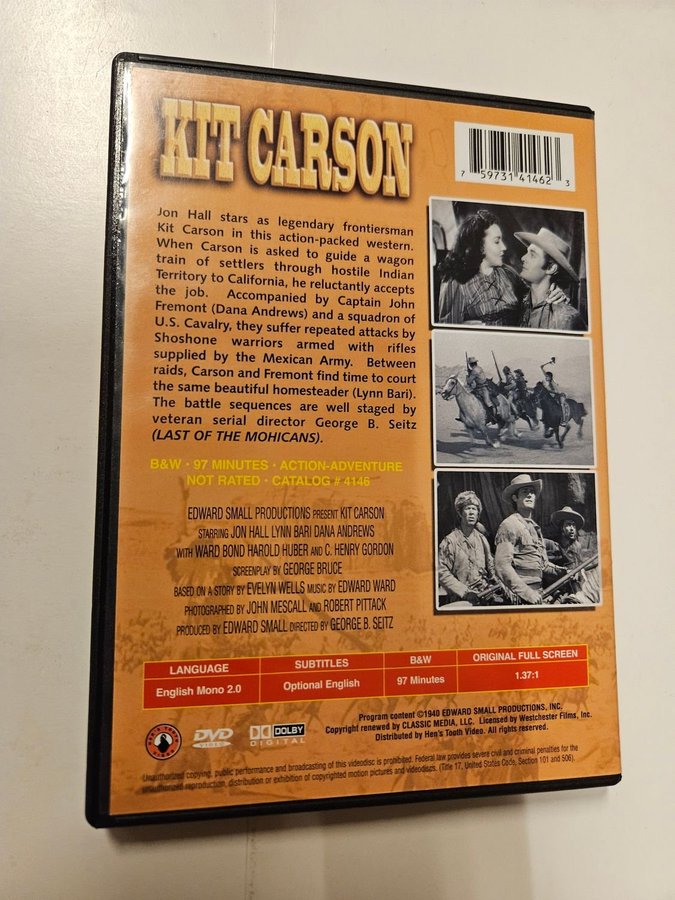 KIT CARSON
7 59731 41462 3
Jon Hall stars as legendary frontiersman
Kit Carson in this action-packed western.
When Carson is asked to guide a wagon
train of settlers through hostile Indian
Territory to California, he reluctantly accepts
the job. Accompanied by Captain John
Fremont (Dana Andrews) and a squadron of
U.S. Cavalry, they suffer repeated attacks by
Shoshone warriors armed with rifles
supplied by the Mexican Army. Between
raids, Carson and Fremont find time to court
the same beautiful homesteader (Lynn Bari).
The battle sequences are well staged by
veteran serial director George B. Seitz
(LAST OF THE MOHICANS).
B&W · 97 MINUTES · ACTION-ADVENTURE
NOT RATED · CATALOG # 4146
EDWARD SMALL PRODUCTIONS PRESENT KIT CARSON
STARRING JON HALL LYNN BARI DANA ANDREWS
WITH WARD BOND HAROLD HUBER AND C. HENRY GORDON
SCREENPLAY BY GEORGE BRUCE
BASED ON A STORY BY EVELYN WELLS MUSIC BY EDWARD WARD
PHOTOGRAPHED BY JOHN MESCALL AND ROBERT PITTACK
PRODUCED BY EDWARD SMALL DIRECTED BY GEORGE B. SEITZ
LANGUAGE SUBTITLES B&W ORIGINAL FULL SCREEN
English Mono 2.0 Optional English 97 Minutes 1.37:1
Program content ©1940 EDWARD SMALL PRODUCTIONS, INC.
Copyright renewed by CLASSIC MEDIA, LLC. Licensed by Westchester Films, Inc.
Distributed by Hen's Tooth Video. All rights reserved.
HEN'S TOOTH VIDEO
DVD VIDEO
DOLBY DIGITAL
Unauthorized copying, public performance and broadcasting of this videodisc is prohibited. Federal law provides severe civil and criminal penalties for the
unauthorized reproduction, distribution or exhibition of copyrighted motion pictures and videodiscs. (Title 17, United States Code, Section 101 and 506).